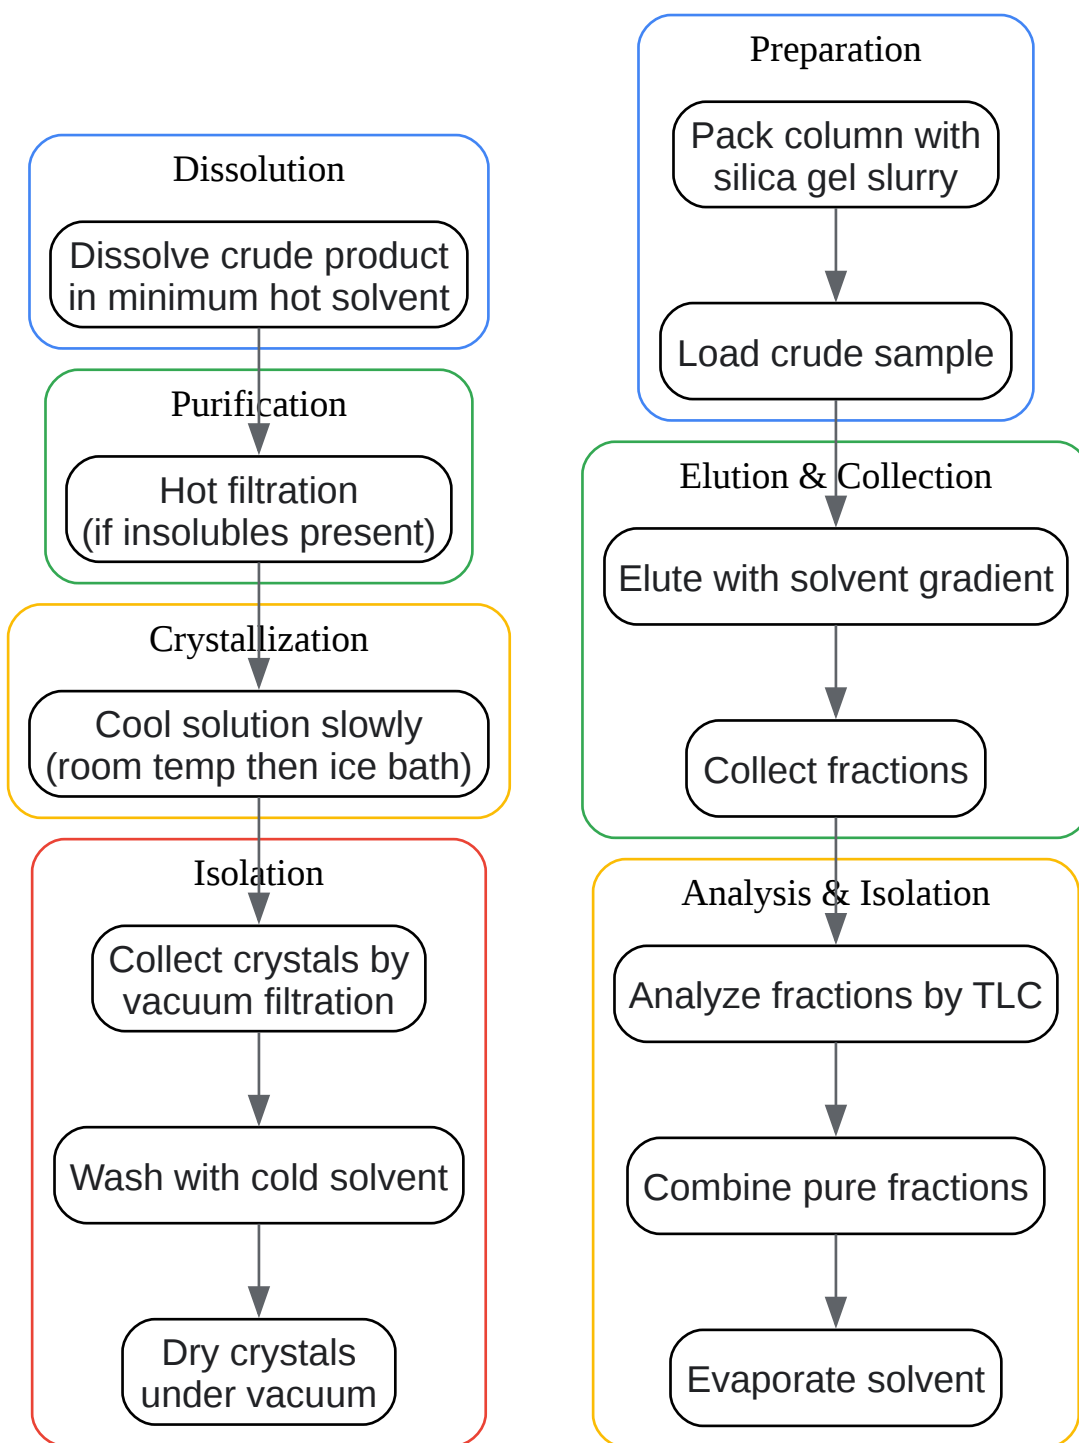 Dissolution
Dissolve crude product
in minimum hot solvent
Purification
Hot filtration
(if insolubles present)
Crystallization
Cool solution slowly
(room temp then ice bath)
Isolation
Collect crystals by
vacuum filtration
Wash with cold solvent
Dry crystals
under vacuum
Preparation
Pack column with
silica gel slurry
Load crude sample
Elution & Collection
Elute with solvent gradient
Collect fractions
Analysis & Isolation
Analyze fractions by TLC
Combine pure fractions
Evaporate solvent